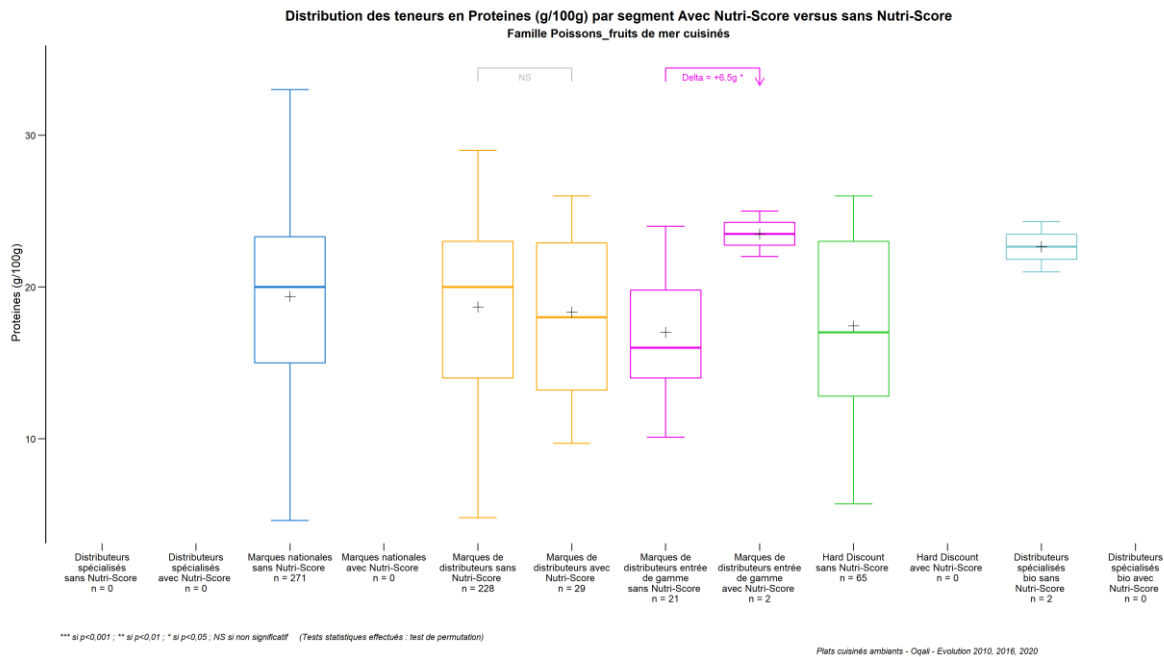 Distribution des teneurs en Proteines (g/100g) par segment Avec Nutri-Score versus sans Nutri-Score
Famille Poissons_fruits de mer cuisinés
NS
Delta = +6.5g *
Proteines (g/100g)
30
20
10
Distributeurs
spécialisés
sans Nutri-Score
n = 0
Distributeurs
spécialisés
avec Nutri-Score
n = 0
Marques nationales
sans Nutri-Score
n = 271
Marques nationales
avec Nutri-Score
n = 0
Marques de
distributeurs sans
Nutri-Score
n = 228
Marques de
distributeurs avec
Nutri-Score
n = 29
Marques de
distributeurs entrée
de gamme
sans Nutri-Score
n = 21
Marques de
distributeurs entrée
de gamme
avec Nutri-Score
n = 2
Hard Discount
sans Nutri-Score
n = 65
Hard Discount
avec Nutri-Score
n = 0
Distributeurs
spécialisés
bio sans
Nutri-Score
n = 2
Distributeurs
spécialisés
bio avec
Nutri-Score
n = 0
*** si p<0,001 ; ** si p<0,01 ; * si p<0,05 ; NS si non significatif (Tests statistiques effectués : test de permutation)
Plats cuisinés ambiants - Oqali - Evolution 2010, 2016, 2020